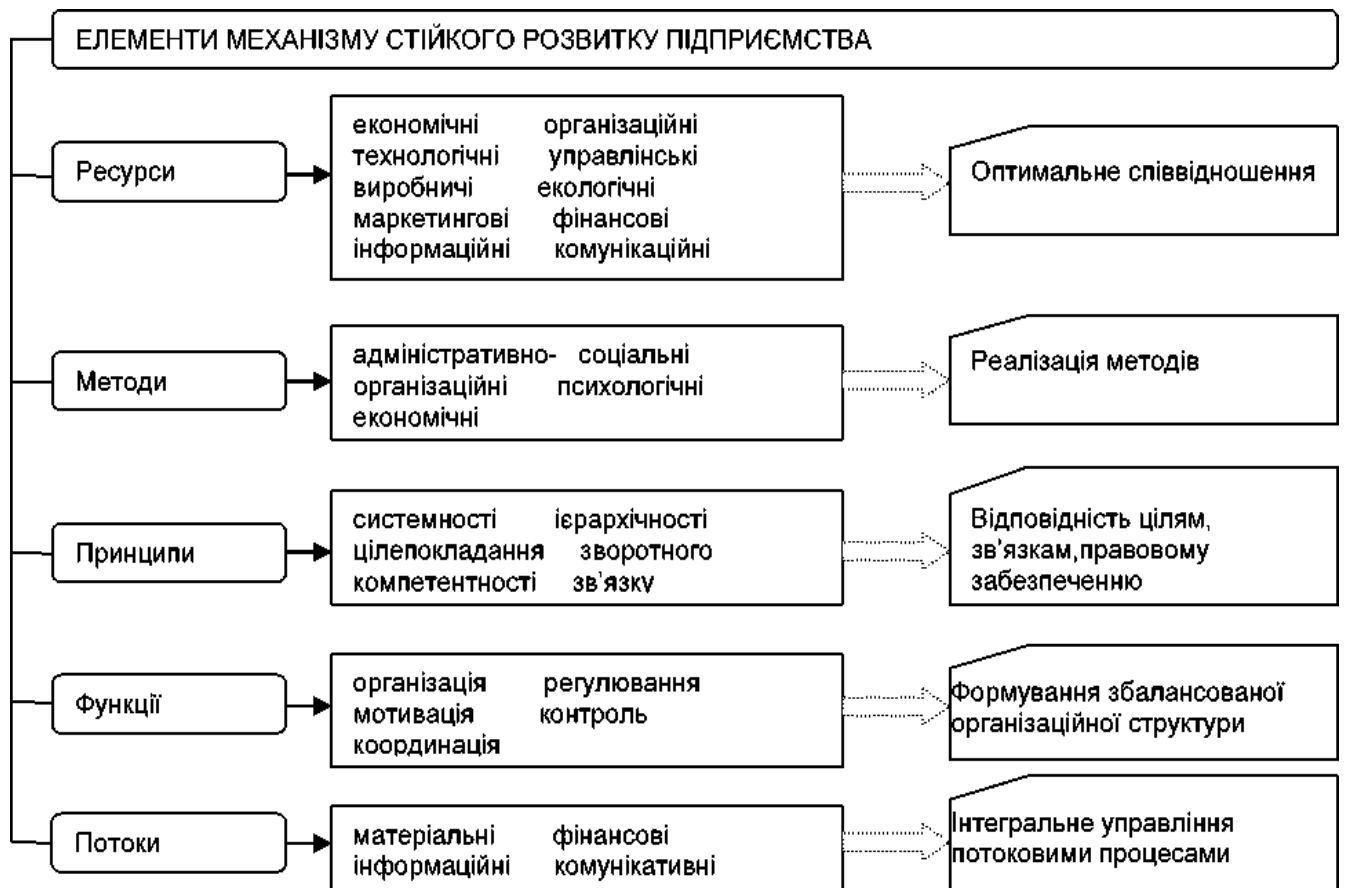 ЕЛЕМЕНТИ МЕХАНІЗМУ СТІЙКОГО РОЗВИТКУ ПІДПРИЄМСТВА
Ресурси
економічні організаційні
технологічні управлінські
виробничі екологічні
маркетингові фінансові
інформаційні комунікаційні
Оптимальне співвідношення
Методи
адміністративно- соціальні
організаційні психологічні
економічні
Реалізація методів
Принципи
системності ієрархічності
цілепокладання зворотного
компетентності зв'язку
Відповідність цілям,
зв'язкам,правовому
забезпеченню
Функції
організація регулювання
мотивація контроль
координація
Формування збалансованої
організаційної структури
Потоки
матеріальні фінансові
інформаційні комунікативні
Інтегральне управління
потоковими процесами